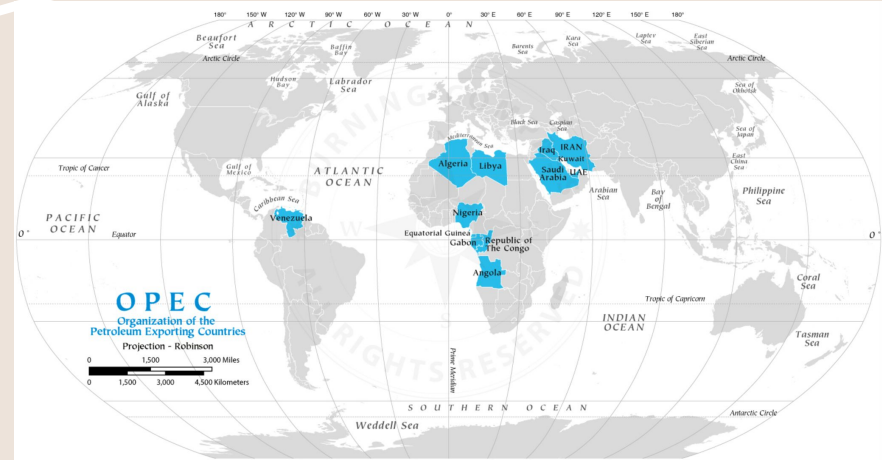 180° 150° W 120° W 90° W 60° W 30° W 0° 30° E 60° E 90° E 120° E 150° E 180°
A R C T I C O C E A N
Beaufort
Sea
Baffin
Bay
Barents
Sea
Kara
Sea
Laptev
Sea
East
Siberian
Sea
Arctic Circle
Arctic Circle
Hudson
Bay
Labrador
Sea
Gulf of
Alaska
Sea of
Okhotsk
Black Sea
Caspian
Sea
Mediterranean Sea
Sea of
Japan
East
China
Sea
Iraq
IRAN
Kuwait
Saudi
Arabia
UAE
Algeria
Libya
Tropic of Cancer
Gulf of
Mexico
ATLANTIC
OCEAN
Arabian
Sea
Bay
of
Bengal
Philippine
Sea
Caribbean Sea
Venezuela
Nigeria
PACIFIC
OCEAN
0°
Equator
Equatorial Guinea
Gabon
Republic of
The Congo
0°
Angola
Coral
Sea
OPEC
Organization of the
Petroleum Exporting Countries
Projection - Robinson
0 1,500 3,000 Miles
0 1,500 3,000 4,500 Kilometers
Tropic of Capricorn
INDIAN
OCEAN
Tasman
Sea
Prime Meridian
RIGHTS RESERVED
SOUTHERN OCEAN
Antarctic Circle
Weddell Sea